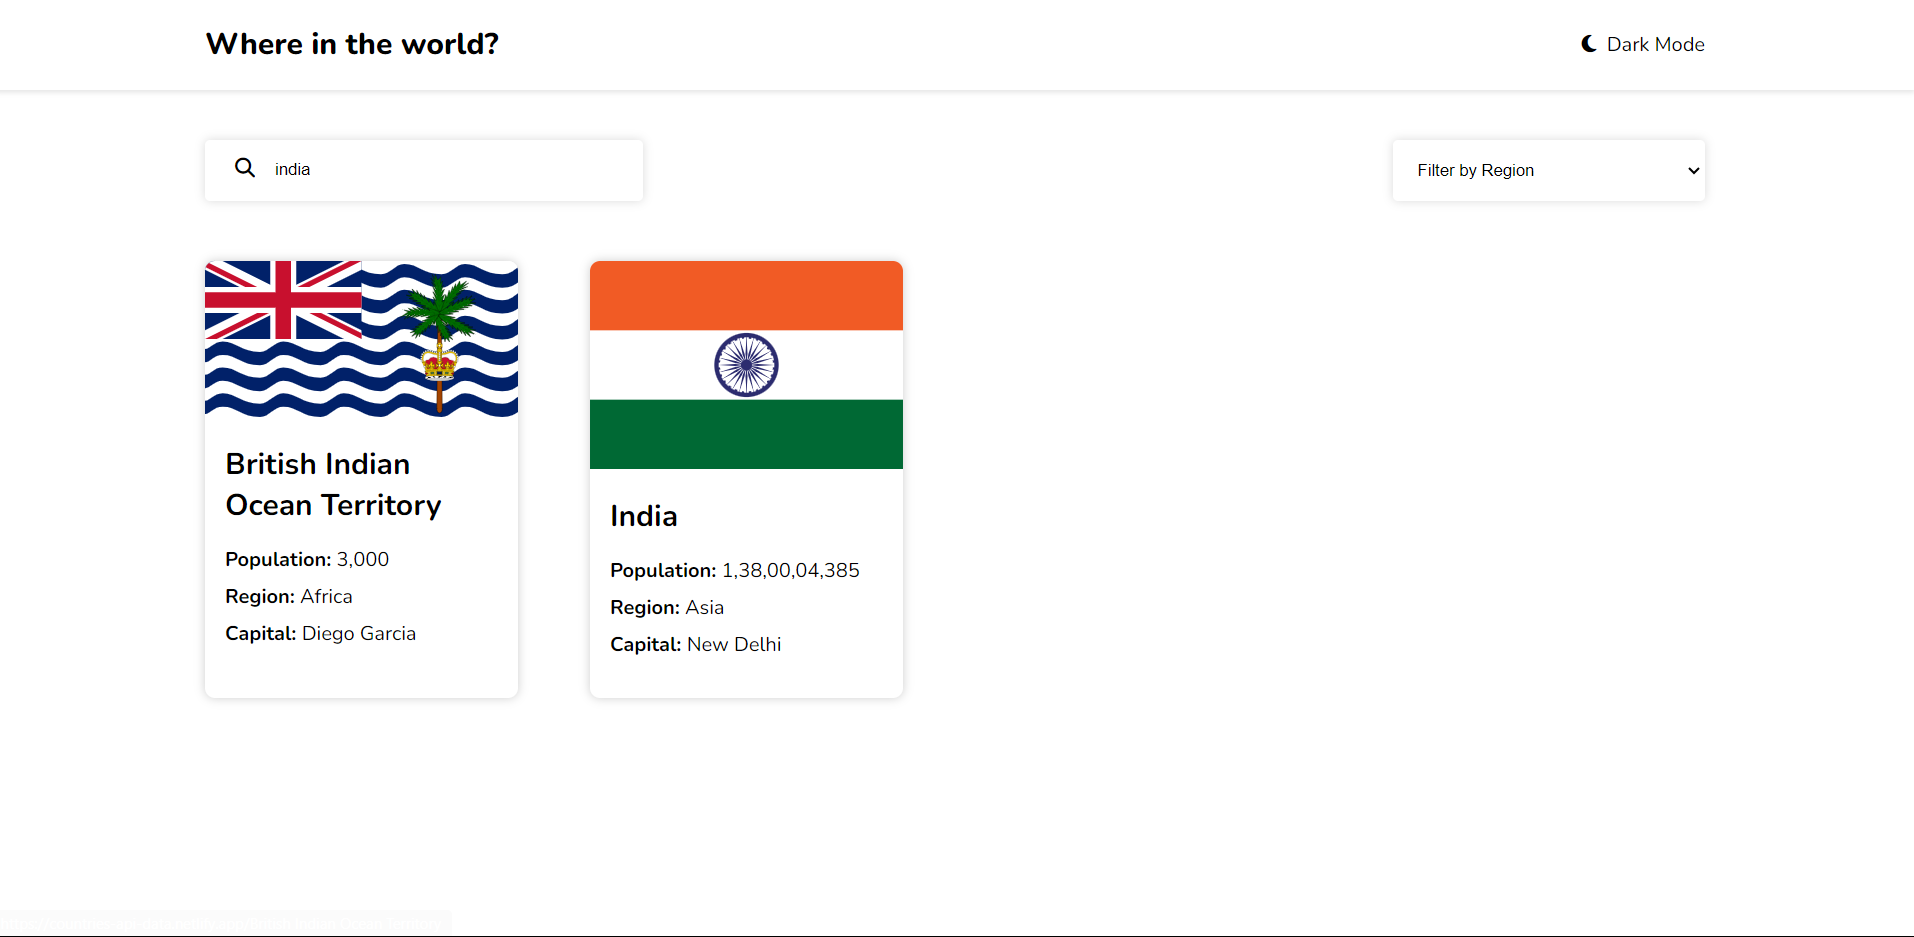 Where in the world?
Dark Mode
india
Filter by Region
British Indian
Ocean Territory
Population: 3,000
Region: Africa
Capital: Diego Garcia
India
Population: 1,38,00,04,385
Region: Asia
Capital: New Delhi